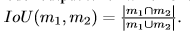 $IoU(m_1, m_2) = \frac{|m_1 \cap m_2|}{|m_1 \cup m_2|}.$